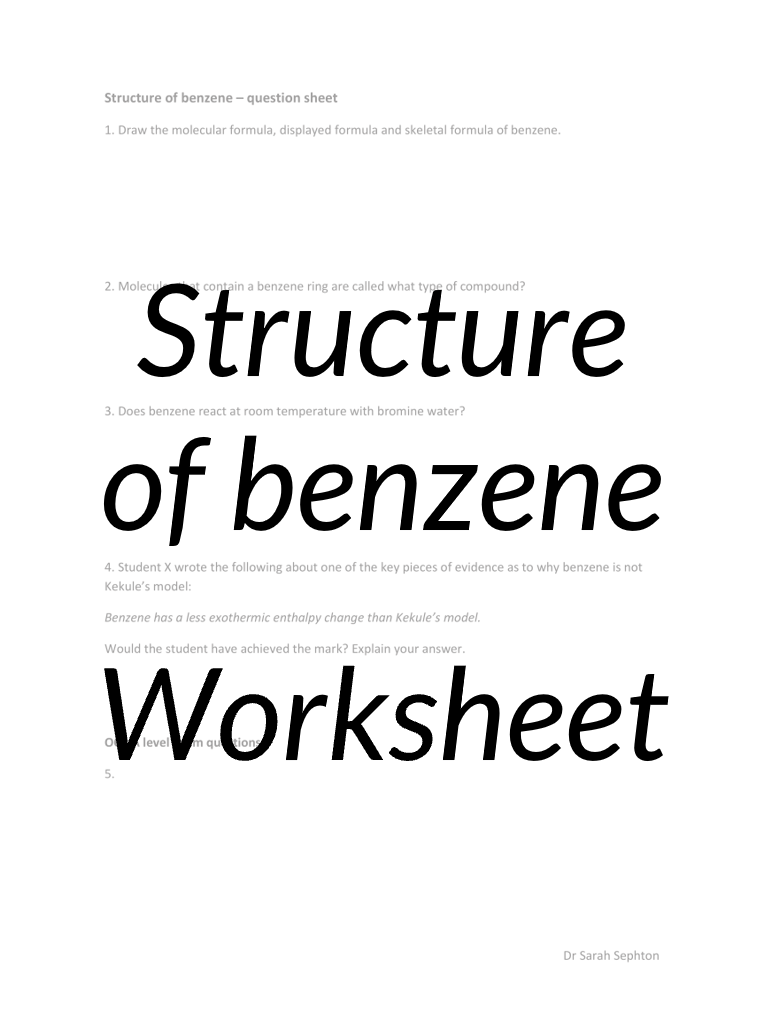 Structure of benzene – question sheet
1. Draw the molecular formula, displayed formula and skeletal formula of benzene.
2. Molecules that contain a benzene ring are called what type of compound?
Structure
3. Does benzene react at room temperature with bromine water?
of benzene
4. Student X wrote the following about one of the key pieces of evidence as to why benzene is not
Kekule’s model:
Benzene has a less exothermic enthalpy change than Kekule’s model.
Would the student have achieved the mark? Explain your answer.
Worksheet
level questions
5.
Dr Sarah Sephton